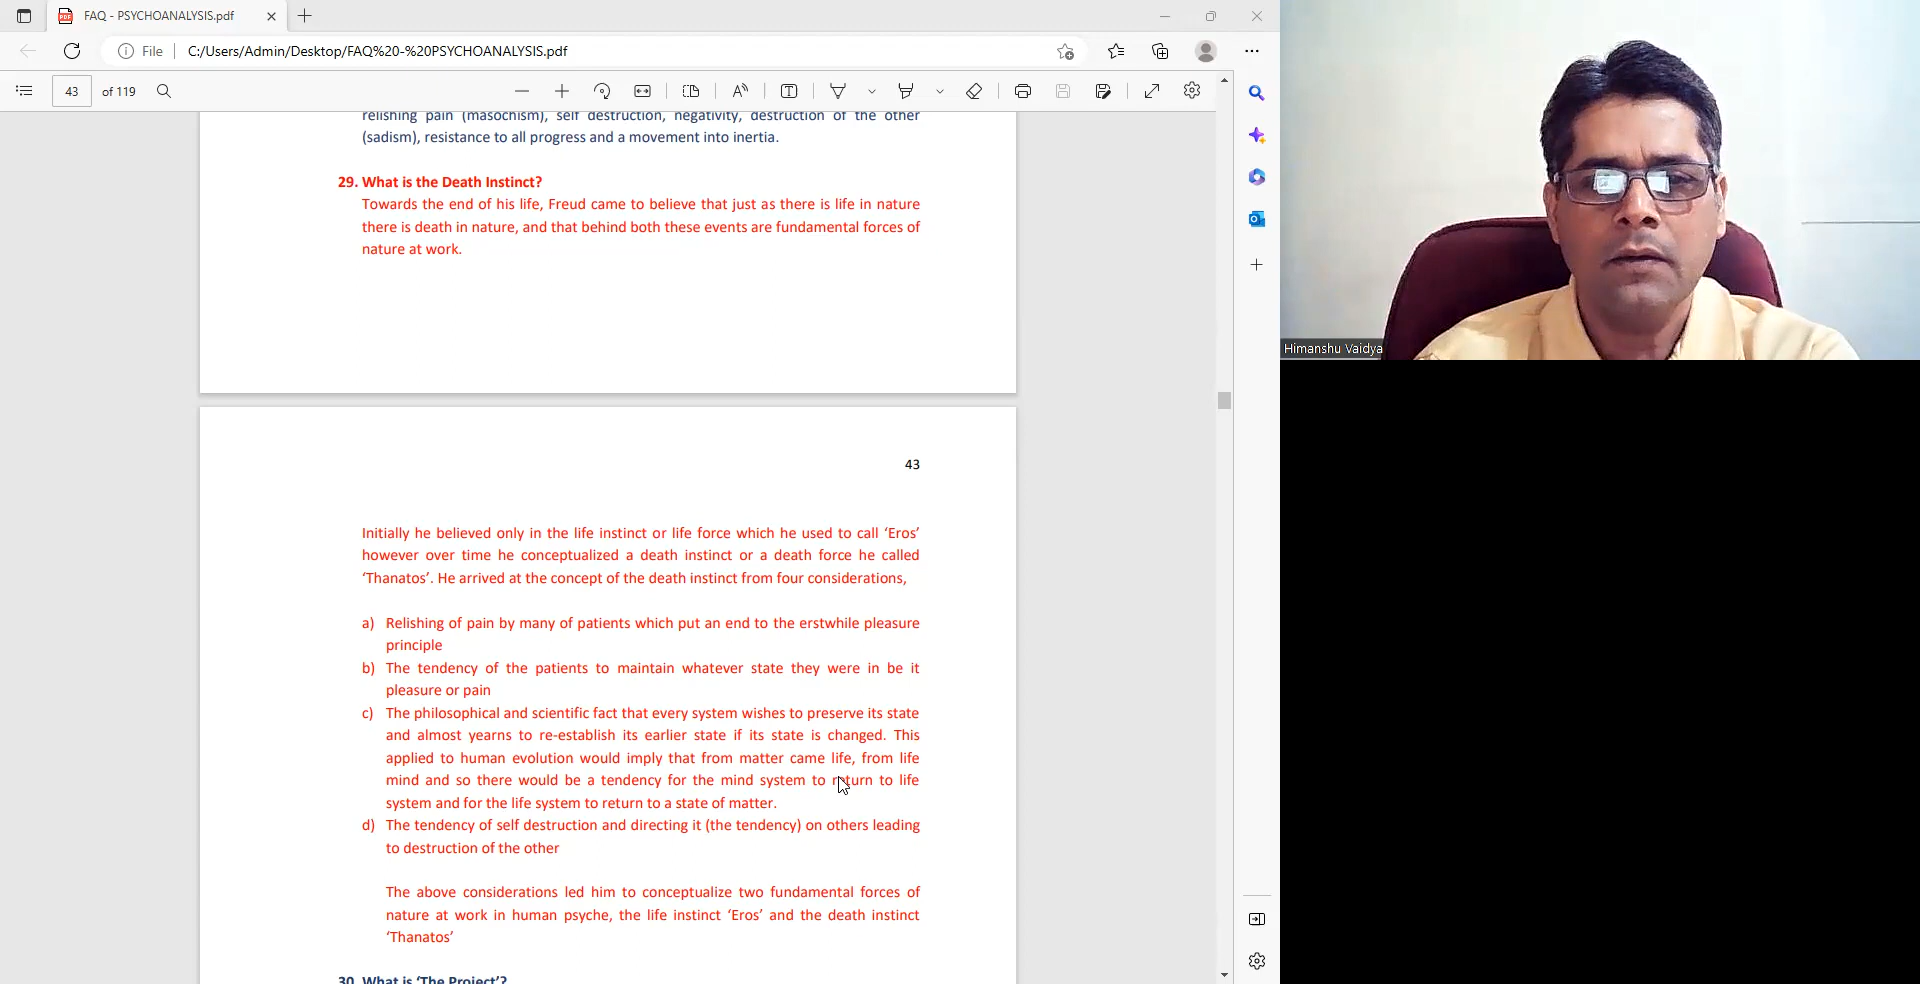 FAQ - PSYCHOANALYSIS.pdf
File
C:/Users/Admin/Desktop/FAQ%20-%20PSYCHOANALYSIS.pdf
43
of 119
relishing pain (masochism), self destruction, negativity, destruction of the other
(sadism), resistance to all progress and a movement into inertia.
29. What is the Death Instinct?
Towards the end of his life, Freud came to believe that just as there is life in nature
there is death in nature, and that behind both these events are fundamental forces of
nature at work.
43
Initially he believed only in the life instinct or life force which he used to call ‘Eros’
however over time he conceptualized a death instinct or a death force he called
‘Thanatos’. He arrived at the concept of the death instinct from four considerations,
a) Relishing of pain by many of patients which put an end to the erstwhile pleasure
principle
b) The tendency of the patients to maintain whatever state they were in be it
pleasure or pain
c) The philosophical and scientific fact that every system wishes to preserve its state
and almost yearns to re-establish its earlier state if its state is changed. This
applied to human evolution would imply that from matter came life, from life
mind and so there would be a tendency for the mind system to return to life
system and for the life system to return to a state of matter.
d) The tendency of self destruction and directing it (the tendency) on others leading
to destruction of the other
The above considerations led him to conceptualize two fundamental forces of
nature at work in human psyche, the life instinct ‘Eros’ and the death instinct
‘Thanatos’
30. What is ‘The Project’?
Himanshu Vaidya